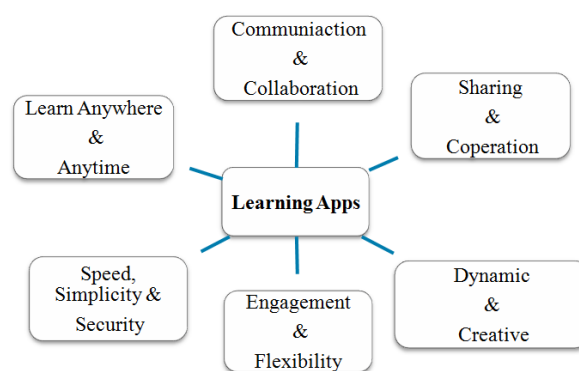 Communiaction
&
Collaboration
Sharing
&
Coperation
Learn Anywhere
&
Anytime
Learning Apps
Speed,
Simplicity &
Security
Engagement
&
Flexibility
Dynamic
&
Creative